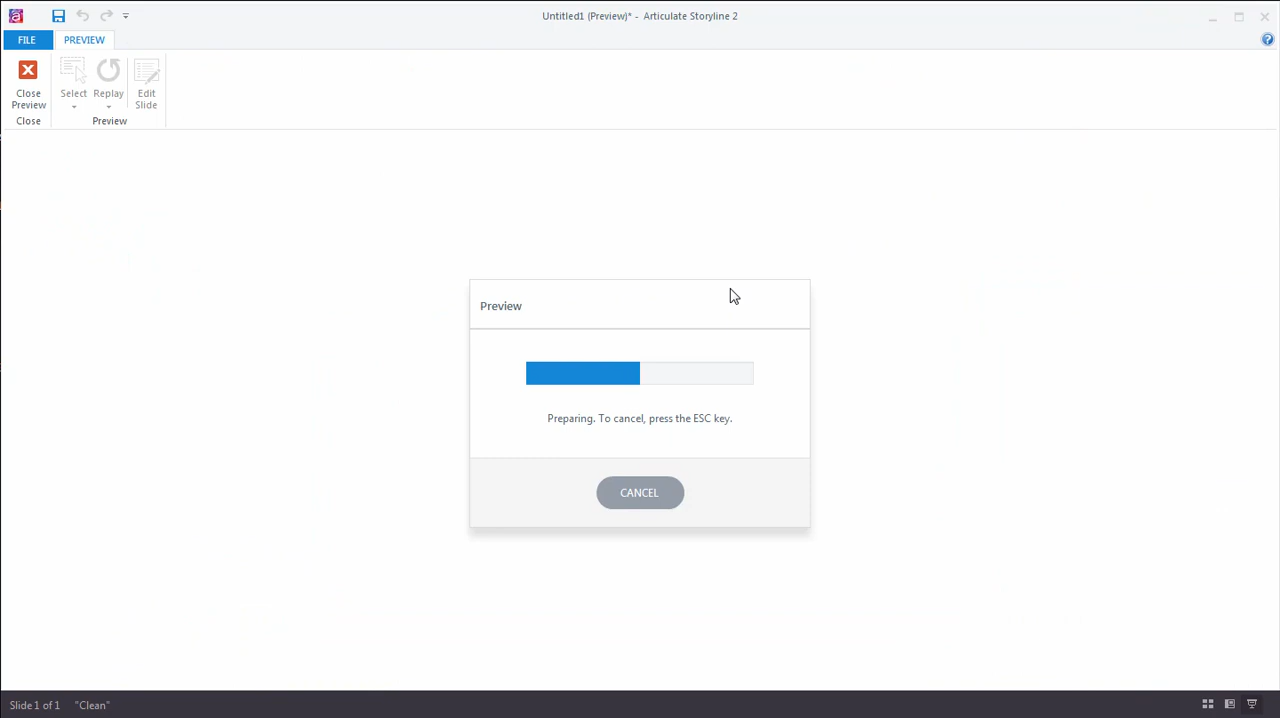 Untitled1 (Preview)* - Articulate Storyline 2
FILE PREVIEW
Close Preview
Select
Replay
Edit Slide
Close
Preview
Preview
Preparing. To cancel, press the ESC key.
CANCEL
Slide 1 of 1 "Clean"